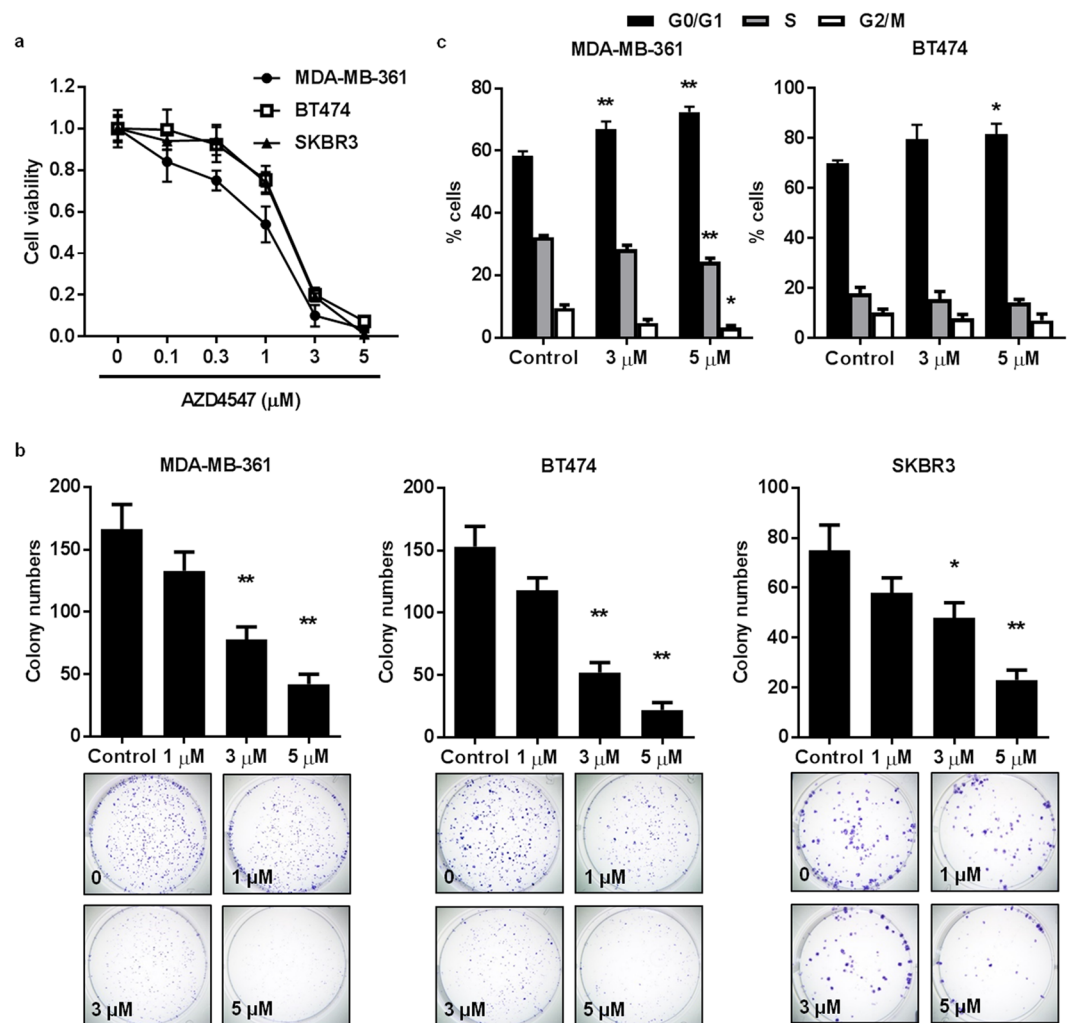 G0/G1 S G2/M
a
MDA-MB-361
BT474
SKBR3
1.2
1.0
0.8
0.6
0.4
0.2
0.0
Cell viability
0 0.1 0.3 1 3 5
AZD4547 (μM)
c
MDA-MB-361
80
60
40
20
0
% cells
** ** ** *
Control 3 μM 5 μM
BT474
100
80
60
40
20
0
% cells
*
Control 3 μM 5 μM
b
MDA-MB-361
200
150
100
50
0
Colony numbers
** **
Control 1 μM 3 μM 5 μM
0 1 μM
3 μM 5 μM
BT474
200
150
100
50
0
Colony numbers
** **
Control 1 μM 3 μM 5 μM
0 1 μM
3 μM 5 μM
SKBR3
100
80
60
40
20
0
Colony numbers
* **
Control 1 μM 3 μM 5 μM
0 1 μM
3 μM 5 μM